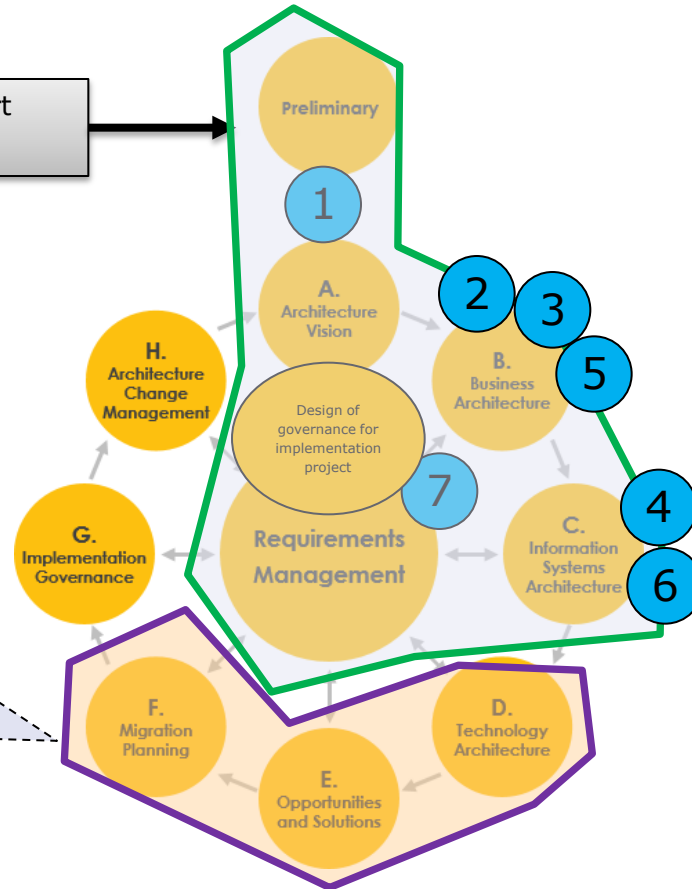 rt
Preliminary
1
A.
Architecture
Vision
2
3
5
4
6
7
B.
Business
Architecture
H.
Architecture
Change
Management
Design of
governance for
implementation
project
Requirements
Management
G.
Implementation
Governance
C.
Information
Systems
Architecture
F.
Migration
Planning
D.
Technology
Architecture
E.
Opportunities
and Solutions